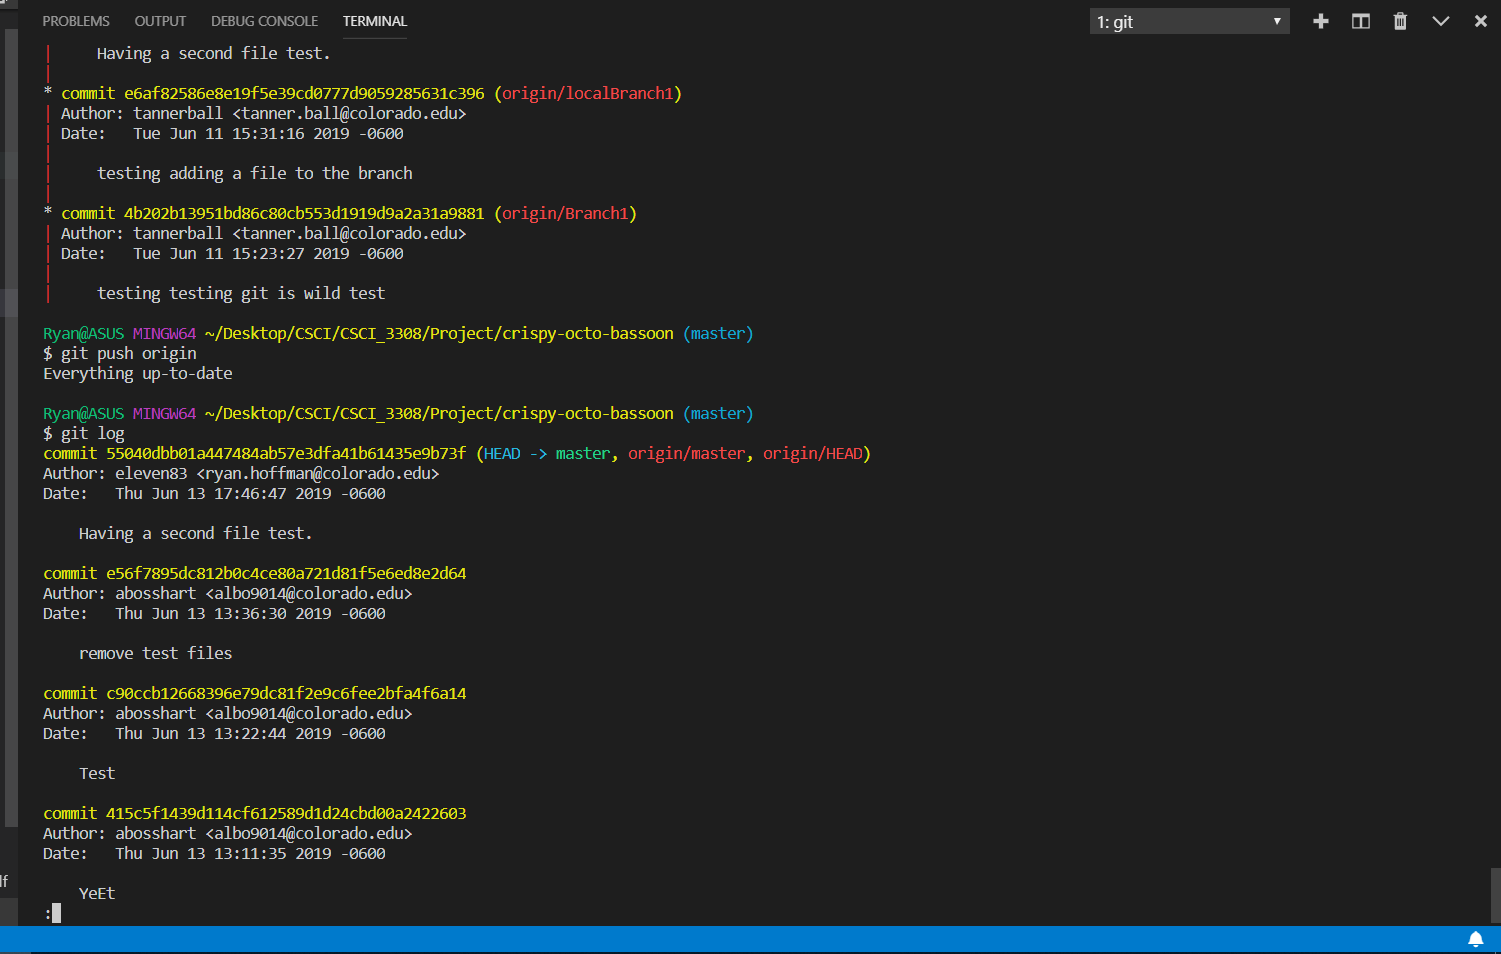 PROBLEMS OUTPUT DEBUG CONSOLE TERMINAL 1: git
| Having a second file test.
|
* commit e6af82586e8e19f5e39cd0777d9059285631c396 (origin/localBranch1)
| Author: tannerball <tanner.ball@colorado.edu>
| Date:   Tue Jun 11 15:31:16 2019 -0600
|
|     testing adding a file to the branch
|
* commit 4b202b13951bd86c80cb553d1919d9a2a31a9881 (origin/Branch1)
| Author: tannerball <tanner.ball@colorado.edu>
| Date:   Tue Jun 11 15:23:27 2019 -0600
|
|     testing testing git is wild test
Ryan@ASUS MINGW64 ~/Desktop/CSCI/CSCI_3308/Project/crispy-octo-bassoon (master)
$ git push origin
Everything up-to-date
Ryan@ASUS MINGW64 ~/Desktop/CSCI/CSCI_3308/Project/crispy-octo-bassoon (master)
$ git log
commit 55040dbb01a447484ab57e3dfa41b61435e9b73f (HEAD -> master, origin/master, origin/HEAD)
Author: eleven83 <ryan.hoffman@colorado.edu>
Date:   Thu Jun 13 17:46:47 2019 -0600
Having a second file test.
commit e56f7895dc812b0c4ce80a721d81f5e6ed8e2d64
Author: abosshart <albo9014@colorado.edu>
Date:   Thu Jun 13 13:36:30 2019 -0600
remove test files
commit c90ccb12668396e79dc81f2e9c6fee2bfa4f6a14
Author: abosshart <albo9014@colorado.edu>
Date:   Thu Jun 13 13:22:44 2019 -0600
Test
commit 415c5f1439d114cf612589d1d24cbd00a2422603
Author: abosshart <albo9014@colorado.edu>
Date:   Thu Jun 13 13:11:35 2019 -0600
YeEt
: